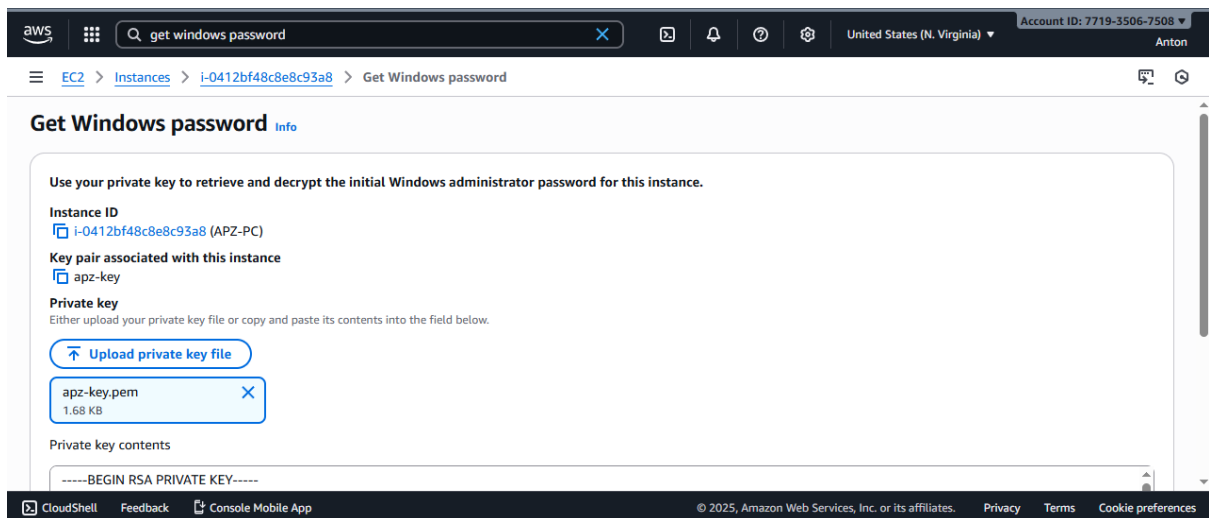 Account ID: 7719-3506-7508
aws
get windows password
United States (N. Virginia)
Anton
EC2 > Instances > i-0412bf48c8e8c93a8 > Get Windows password
Get Windows password Info
Use your private key to retrieve and decrypt the initial Windows administrator password for this instance.
Instance ID
i-0412bf48c8e8c93a8 (APZ-PC)
Key pair associated with this instance
apz-key
Private key
Either upload your private key file or copy and paste its contents into the field below.
Upload private key file
apz-key.pem
1.68 KB
Private key contents
-----BEGIN RSA PRIVATE KEY-----
CloudShell Feedback Console Mobile App © 2025, Amazon Web Services, Inc. or its affiliates. Privacy Terms Cookie preferences